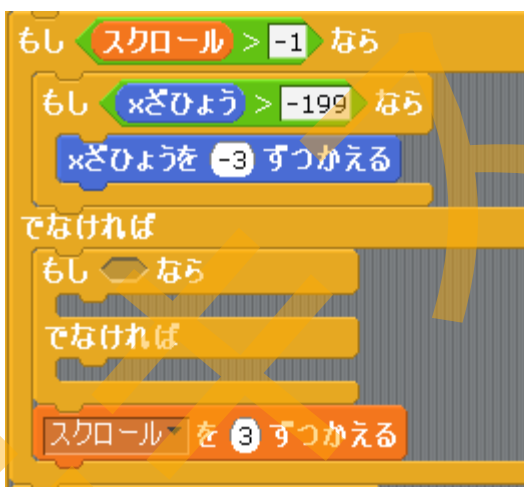 もし スクロール > -1 なら
もし xざひょう > -199 なら
xざひょうを -3 ずつかえる
でなければ
もし なら
でなければ
スクロール を 3 ずつかえる